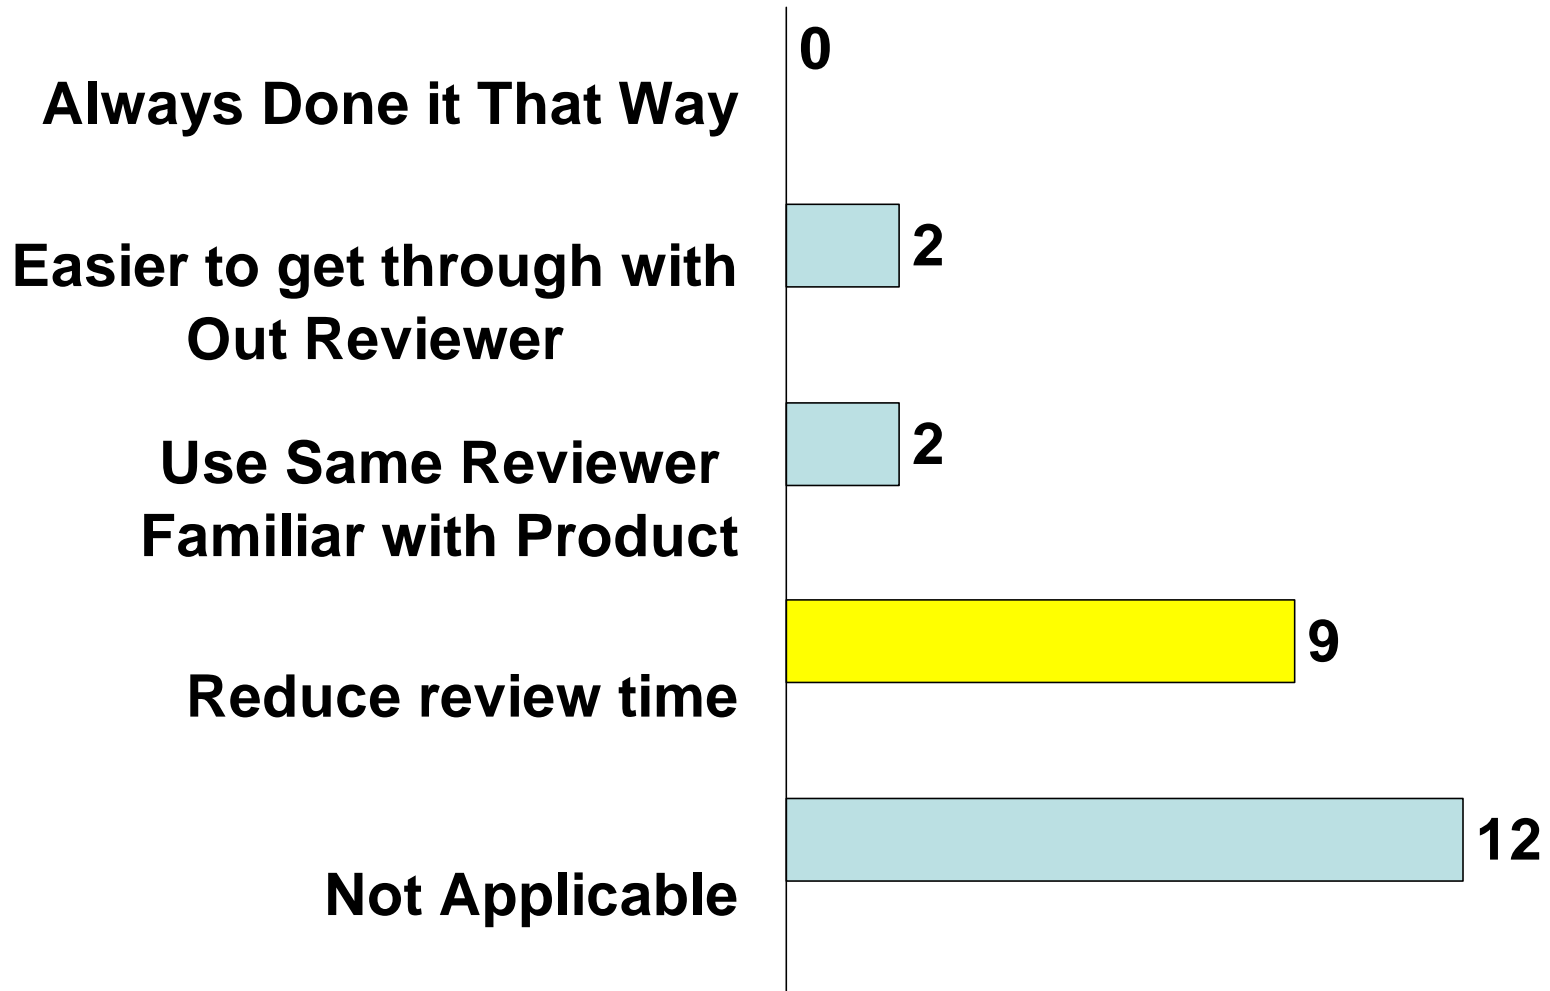 0
Always Done it That Way
2
Easier to get through with
Out Reviewer
2
Use Same Reviewer
Familiar with Product
9
Reduce review time
12
Not Applicable